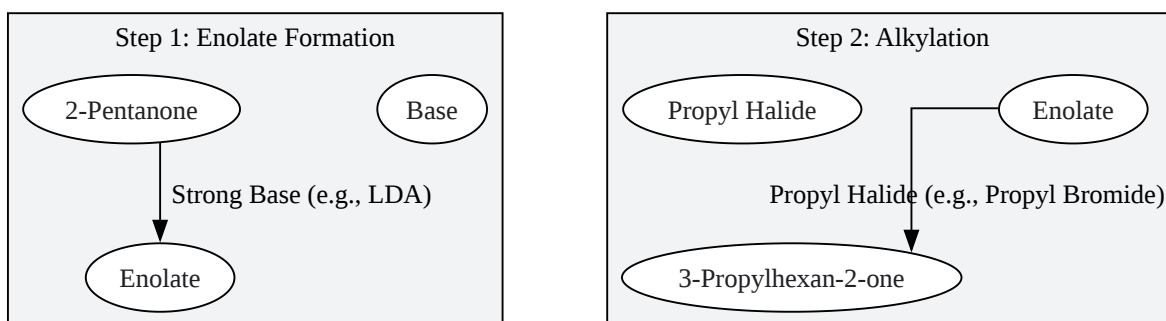 Step 1: Enolate Formation
2-Pentanone
Base
Strong Base (e.g., LDA)
Enolate
Step 2: Alkylation
Propyl Halide
Enolate
Propyl Halide (e.g., Propyl Bromide)
3-Propylhexan-2-one